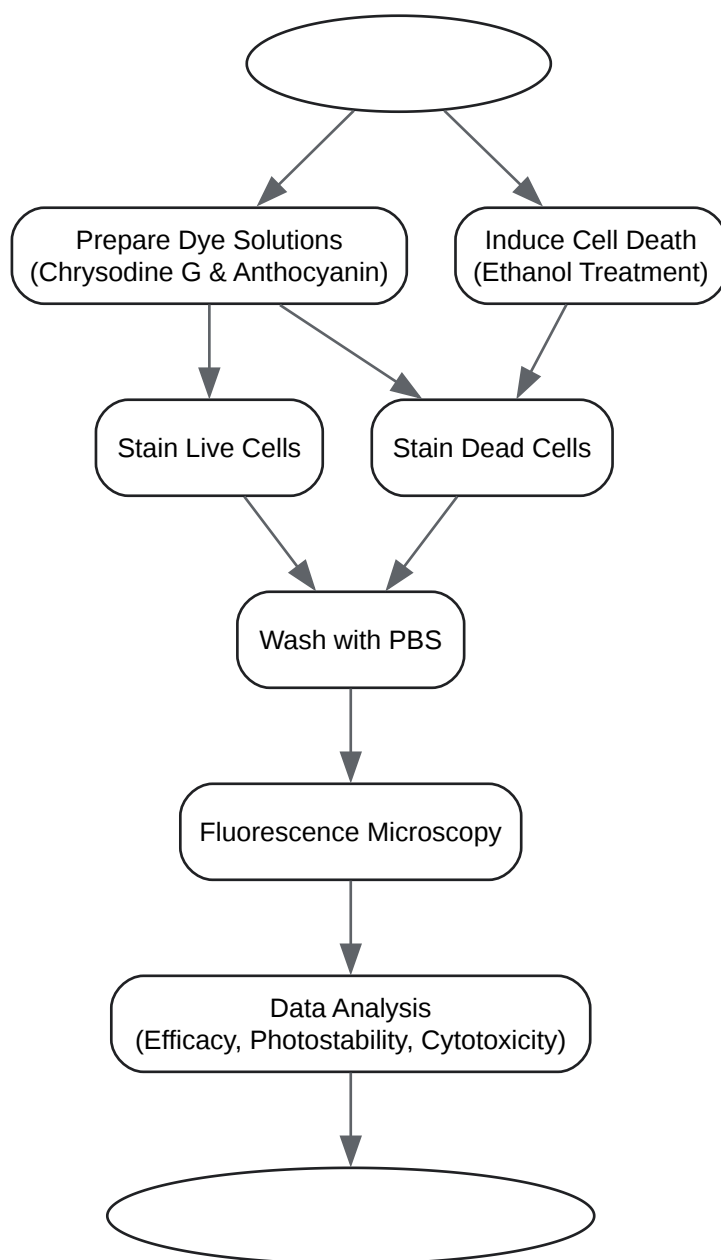 Prepare Dye Solutions
(Chrysodine G & Anthocyanin)
Induce Cell Death
(Ethanol Treatment)
Stain Live Cells
Stain Dead Cells
Wash with PBS
Fluorescence Microscopy
Data Analysis
(Efficacy, Photostability, Cytotoxicity)